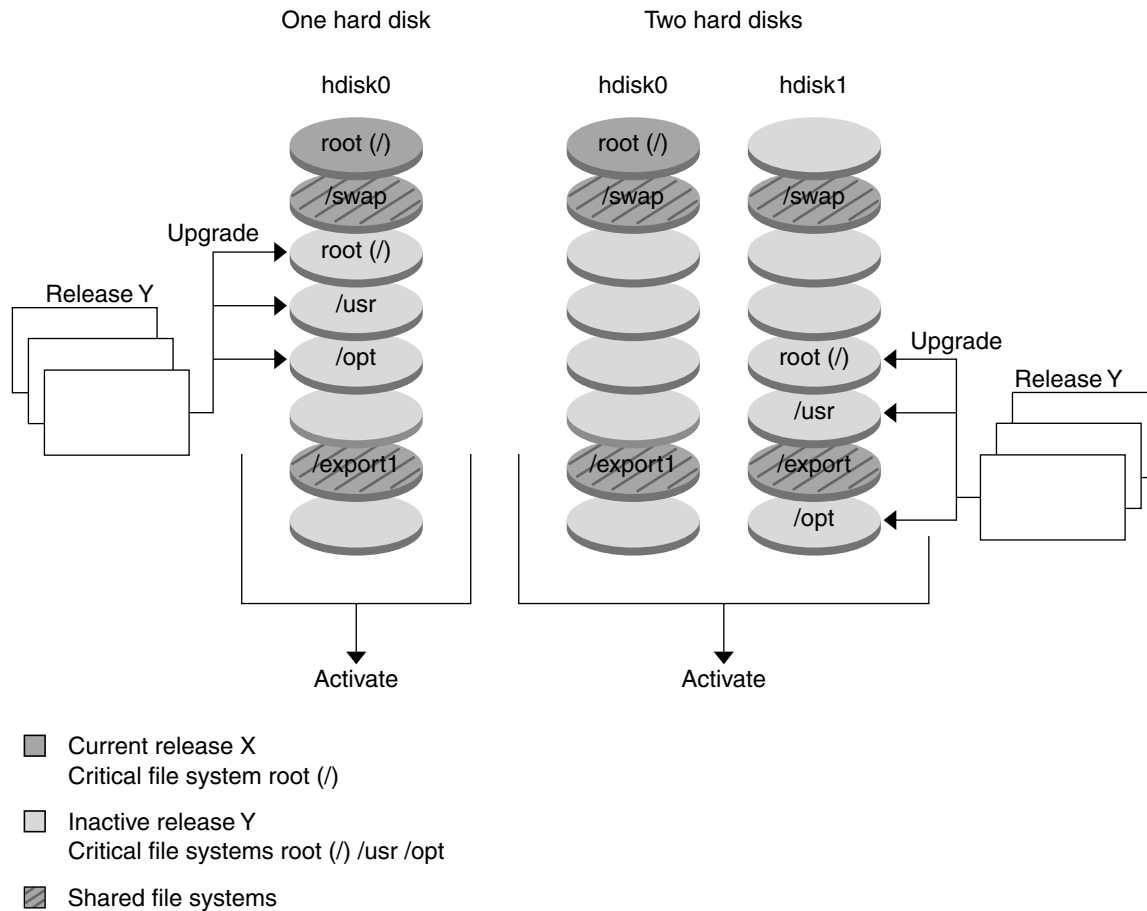 One hard disk
Two hard disks
hdisk0
hdisk0
hdisk1
root (/)
/swap
root (/)
/usr
/opt
/export1
Upgrade
Release Y
root (/)
/swap
/export1
/swap
root (/)
/usr
/export
/opt
Upgrade
Release Y
Activate
Activate
Current release X
Critical file system root (/)
Inactive release Y
Critical file systems root (/) /usr /opt
Shared file systems